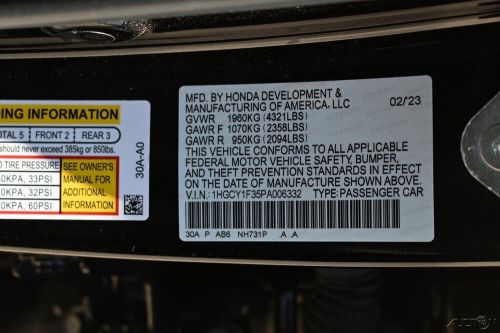 DING INFORMATION
TOTAL 5 FRONT 2 REAR 3
should never exceed 385kg or 850lbs.
D TIRE PRESSURE
KPA, 33PSI
0KPA, 32PSI
0KPA, 60PSI
SEE OWNER'S
MANUAL FOR
ADDITIONAL
INFORMATION
30A-A0
MFD. BY HONDA DEVELOPMENT & 02/23
MANUFACTURING OF AMERICA, LLC
GVWR 1960KG (4321LBS)
GAWR F 1070KG (2358LBS)
GAWR R 950KG (2094LBS)
THIS VEHICLE CONFORMS TO ALL APPLICABLE
FEDERAL MOTOR VEHICLE SAFETY, BUMPER,
AND THEFT PREVENTION STANDARDS IN EFFECT
ON THE DATE OF MANUFACTURE SHOWN ABOVE.
V.I.N.: 1HGCY1F35PA006332 TYPE: PASSENGER CAR
30A P AB6 NH731P .A .A